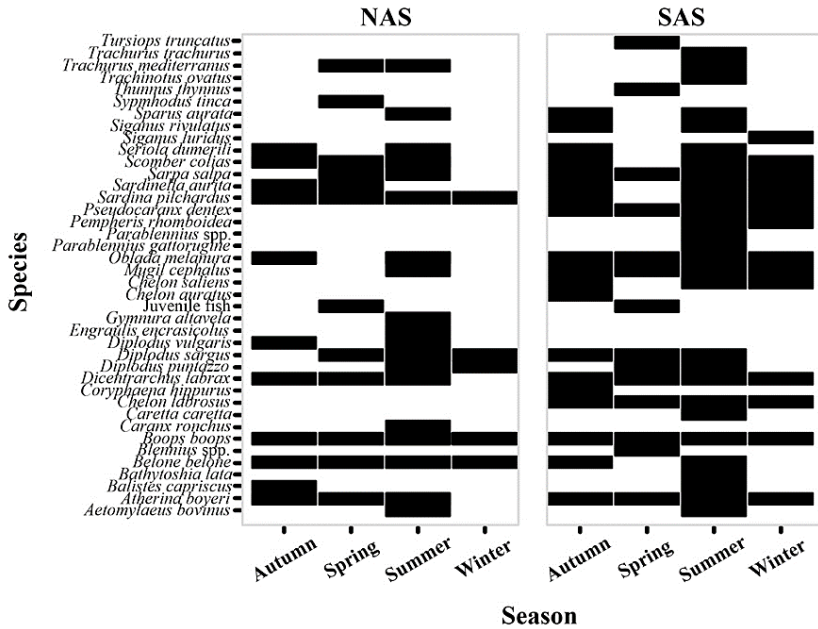 NAS
SAS
Tursiops truncatus
Trachurus trachurus
Trachurus mediterranus
Trachinotus ovatus
Thunnus thynnus
Sypmhodus tinca
Sparus aurata
Siganus rivulatus
Siganus luridus
Seriola dumerili
Scomber colias
Sarpa salpa
Sardinella aurita
Sardina pilchardus
Pseudocaranx dentex
Pempheris rhomboidea
Parablennius spp.
Parablennius gattorugine
Oblada melanura
Mugil cephalus
Chelon saliens
Chelon auratus
Juvenile fish
Gymnura altavela
Engraulis encrasicolus
Diplodus vulgaris
Diplodus sargus
Diplodus puntazzo
Dicentrarchus labrax
Coryphaena hippurus
Chelon labrosus
Caretta caretta
Caranx ronchus
Boops boops
Blennius spp.
Belone belone
Bathytoshia lata
Balistes capriscus
Atherina boyeri
Aetomylaeus bovinus
Species
Autumn Spring Summer Winter Autumn Spring Summer Winter
Season